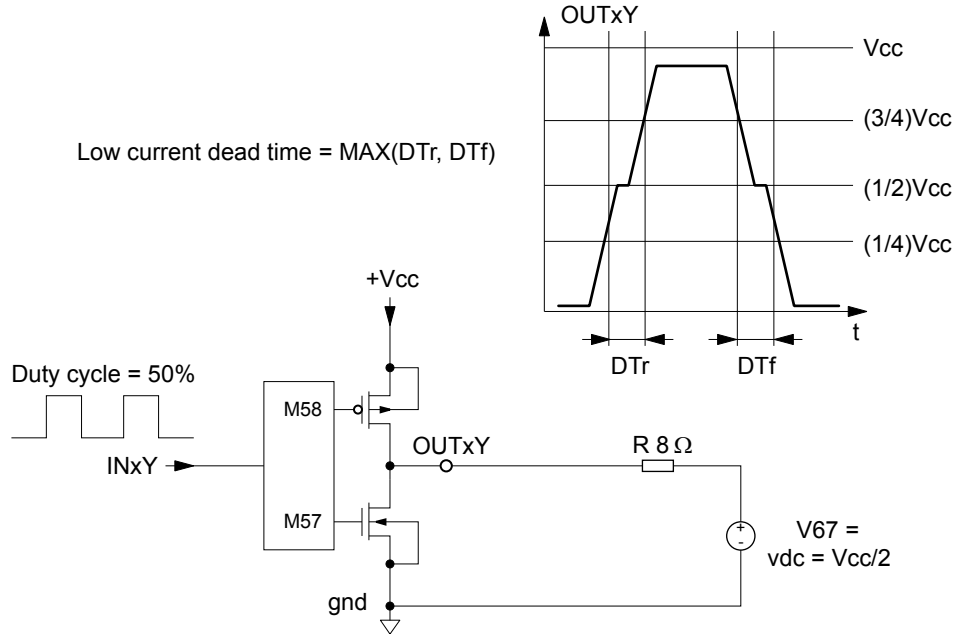 OUTxY
Vcc
(3/4)Vcc
Low current dead time = MAX(DTr, DTf)
(1/2)Vcc
(1/4)Vcc
+Vcc
t
DTr
DTf
Duty cycle = 50%
M58
OUTxY
R 8 Ω
INxY
M57
+
-
V67 =
vdc = Vcc/2
gnd